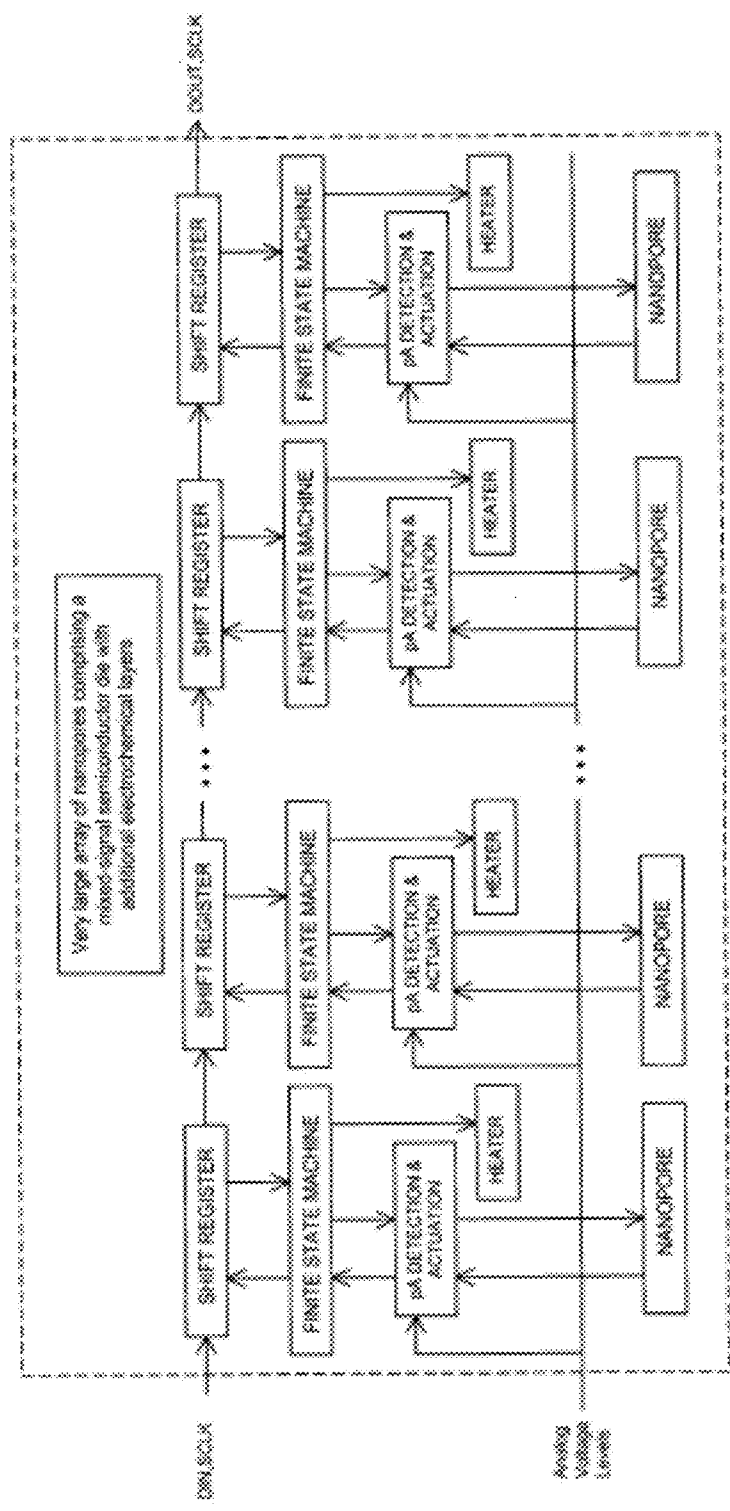 Very large array of nanopores comprising a
mixed-signal semiconductor die with
additional electrochemical layers
DIN,SCLK
SHIFT REGISTER
SHIFT REGISTER
...
SHIFT REGISTER
SHIFT REGISTER
DOUT,SCLK
FINITE STATE MACHINE
FINITE STATE MACHINE
FINITE STATE MACHINE
FINITE STATE MACHINE
pA DETECTION &
ACTUATION
pA DETECTION &
ACTUATION
pA DETECTION &
ACTUATION
pA DETECTION &
ACTUATION
HEATER
HEATER
HEATER
HEATER
Analog
Voltage
Levels
...
NANOPORE
NANOPORE
NANOPORE
NANOPORE